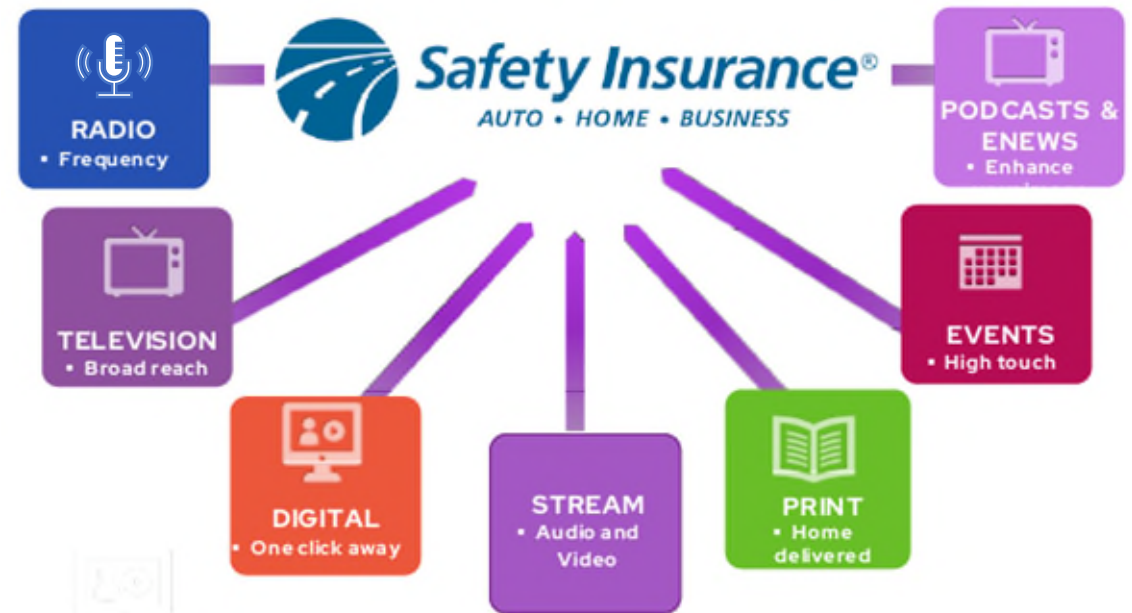 Safety Insurance®
AUTO • HOME • BUSINESS
RADIO
▪ Frequency
TELEVISION
▪ Broad reach
DIGITAL
▪ One click away
STREAM
▪ Audio and
Video
PRINT
▪ Home
delivered
EVENTS
▪ High touch
PODCASTS &
ENEWS
▪ Enhance